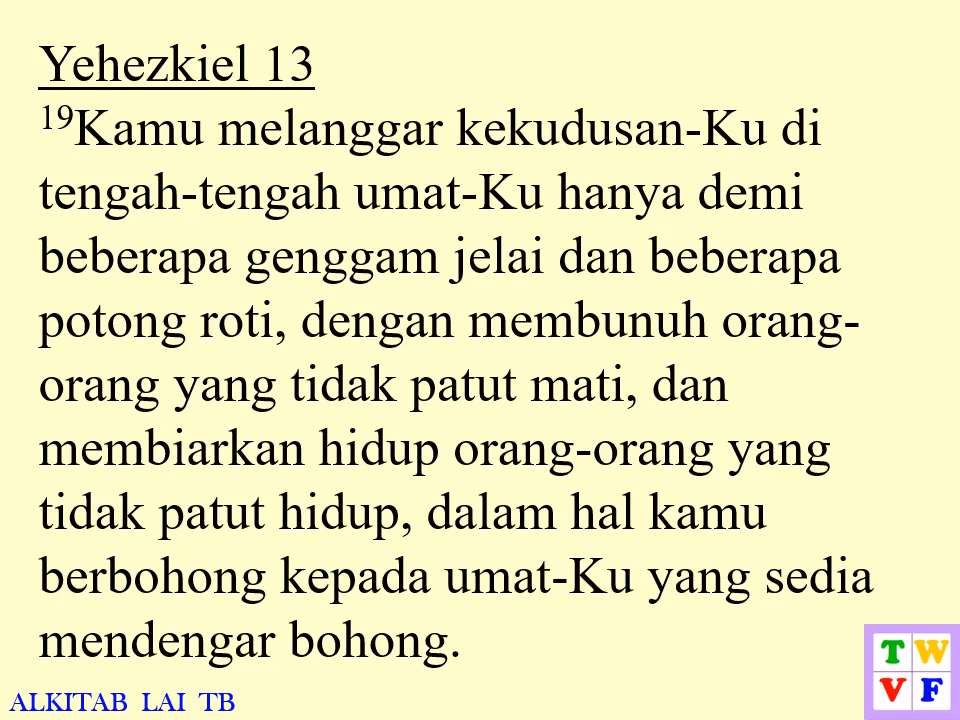 Yehezkiel 13
19Kamu melanggar kekudusan-Ku di
tengah-tengah umat-Ku hanya demi
beberapa genggam jelai dan beberapa
potong roti, dengan membunuh orang-
orang yang tidak patut mati, dan
membiarkan hidup orang-orang yang
tidak patut hidup, dalam hal kamu
berbohong kepada umat-Ku yang sedia
mendengar bohong.
ALKITAB LAI TB
T W
V F